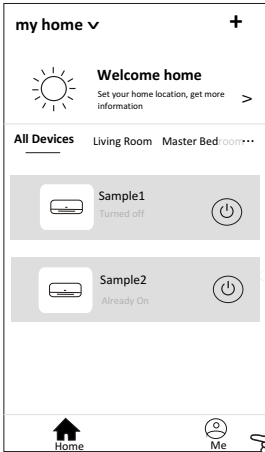 my home
Welcome home
Set your home location, get more
information
All Devices Living Room Master Bedroom
Sample1
Turned off
Sample2
Already On
Home Me